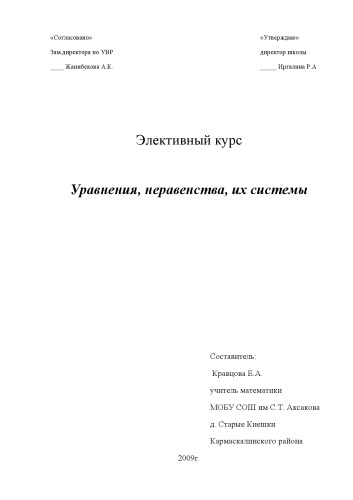 «Согласовано» «Утверждаю»
Зам.директора по УВР директор школы
____ Жанибекова А.К. _____ Иргалина Р.А
Элективный курс
Уравнения, неравенства, их системы
Составитель:
Кравцова Е.А.
учитель математики
МОБУ СОШ им С.Т. Аксакова
д. Старые Киешки
Кармаскалинского района
2009г.